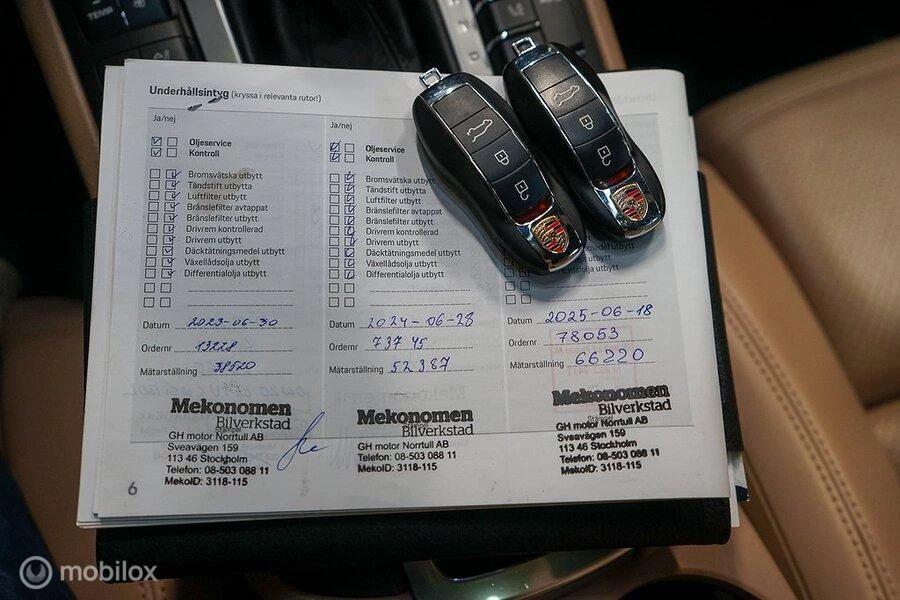 TEMP
Underhållsintyg (kryssa i relevanta rutor!)
Ja/nej
Oljeservice
Kontroll
Bromsvätska utbytt
Tändstift utbytta
Luftfilter utbytt
Bränslefilter avtappat
Bränslefilter utbytt
Drivrem kontrollerad
Drivrem utbytt
Däcktätningsmedel utbytt
Växellådsolja utbytt
Differentialolja utbytt
Datum 2023-06-30
Ordernr 13228
Mätarställning 38520
Mekonomen
Bilverkstad
GH motor Norrtull AB
Sveavägen 159
113 46 Stockholm
Telefon: 08-503 088 11
MekoID: 3118-115
6
Ja/nej
Oljeservice
Kontroll
Bromsvätska utbytt
Tändstift utbytta
Luftfilter utbytt
Bränslefilter avtappat
Bränslefilter utbytt
Drivrem kontrollerad
Drivrem utbytt
Däcktätningsmedel utbytt
Växellådsolja utbytt
Differentialolja utbytt
Datum 2024-06-28
Ordernr 73745
Mätarställning 52387
Mekonomen
Bilverkstad
GH motor Norrtull AB
Sveavägen 159
113 46 Stockholm
Telefon: 08-503 088 11
MekoID: 3118-115
medel utbytt
utbytt
utbytt
Datum 2025-06-18
Ordernr 78053
Mätarställning 66220
Mekonomen
Bilverkstad
GH motor Norrtull AB
Sveavägen 159
113 46 Stockholm
Telefon: 08-503 088 11
MekoID: 3118-115
mobilox